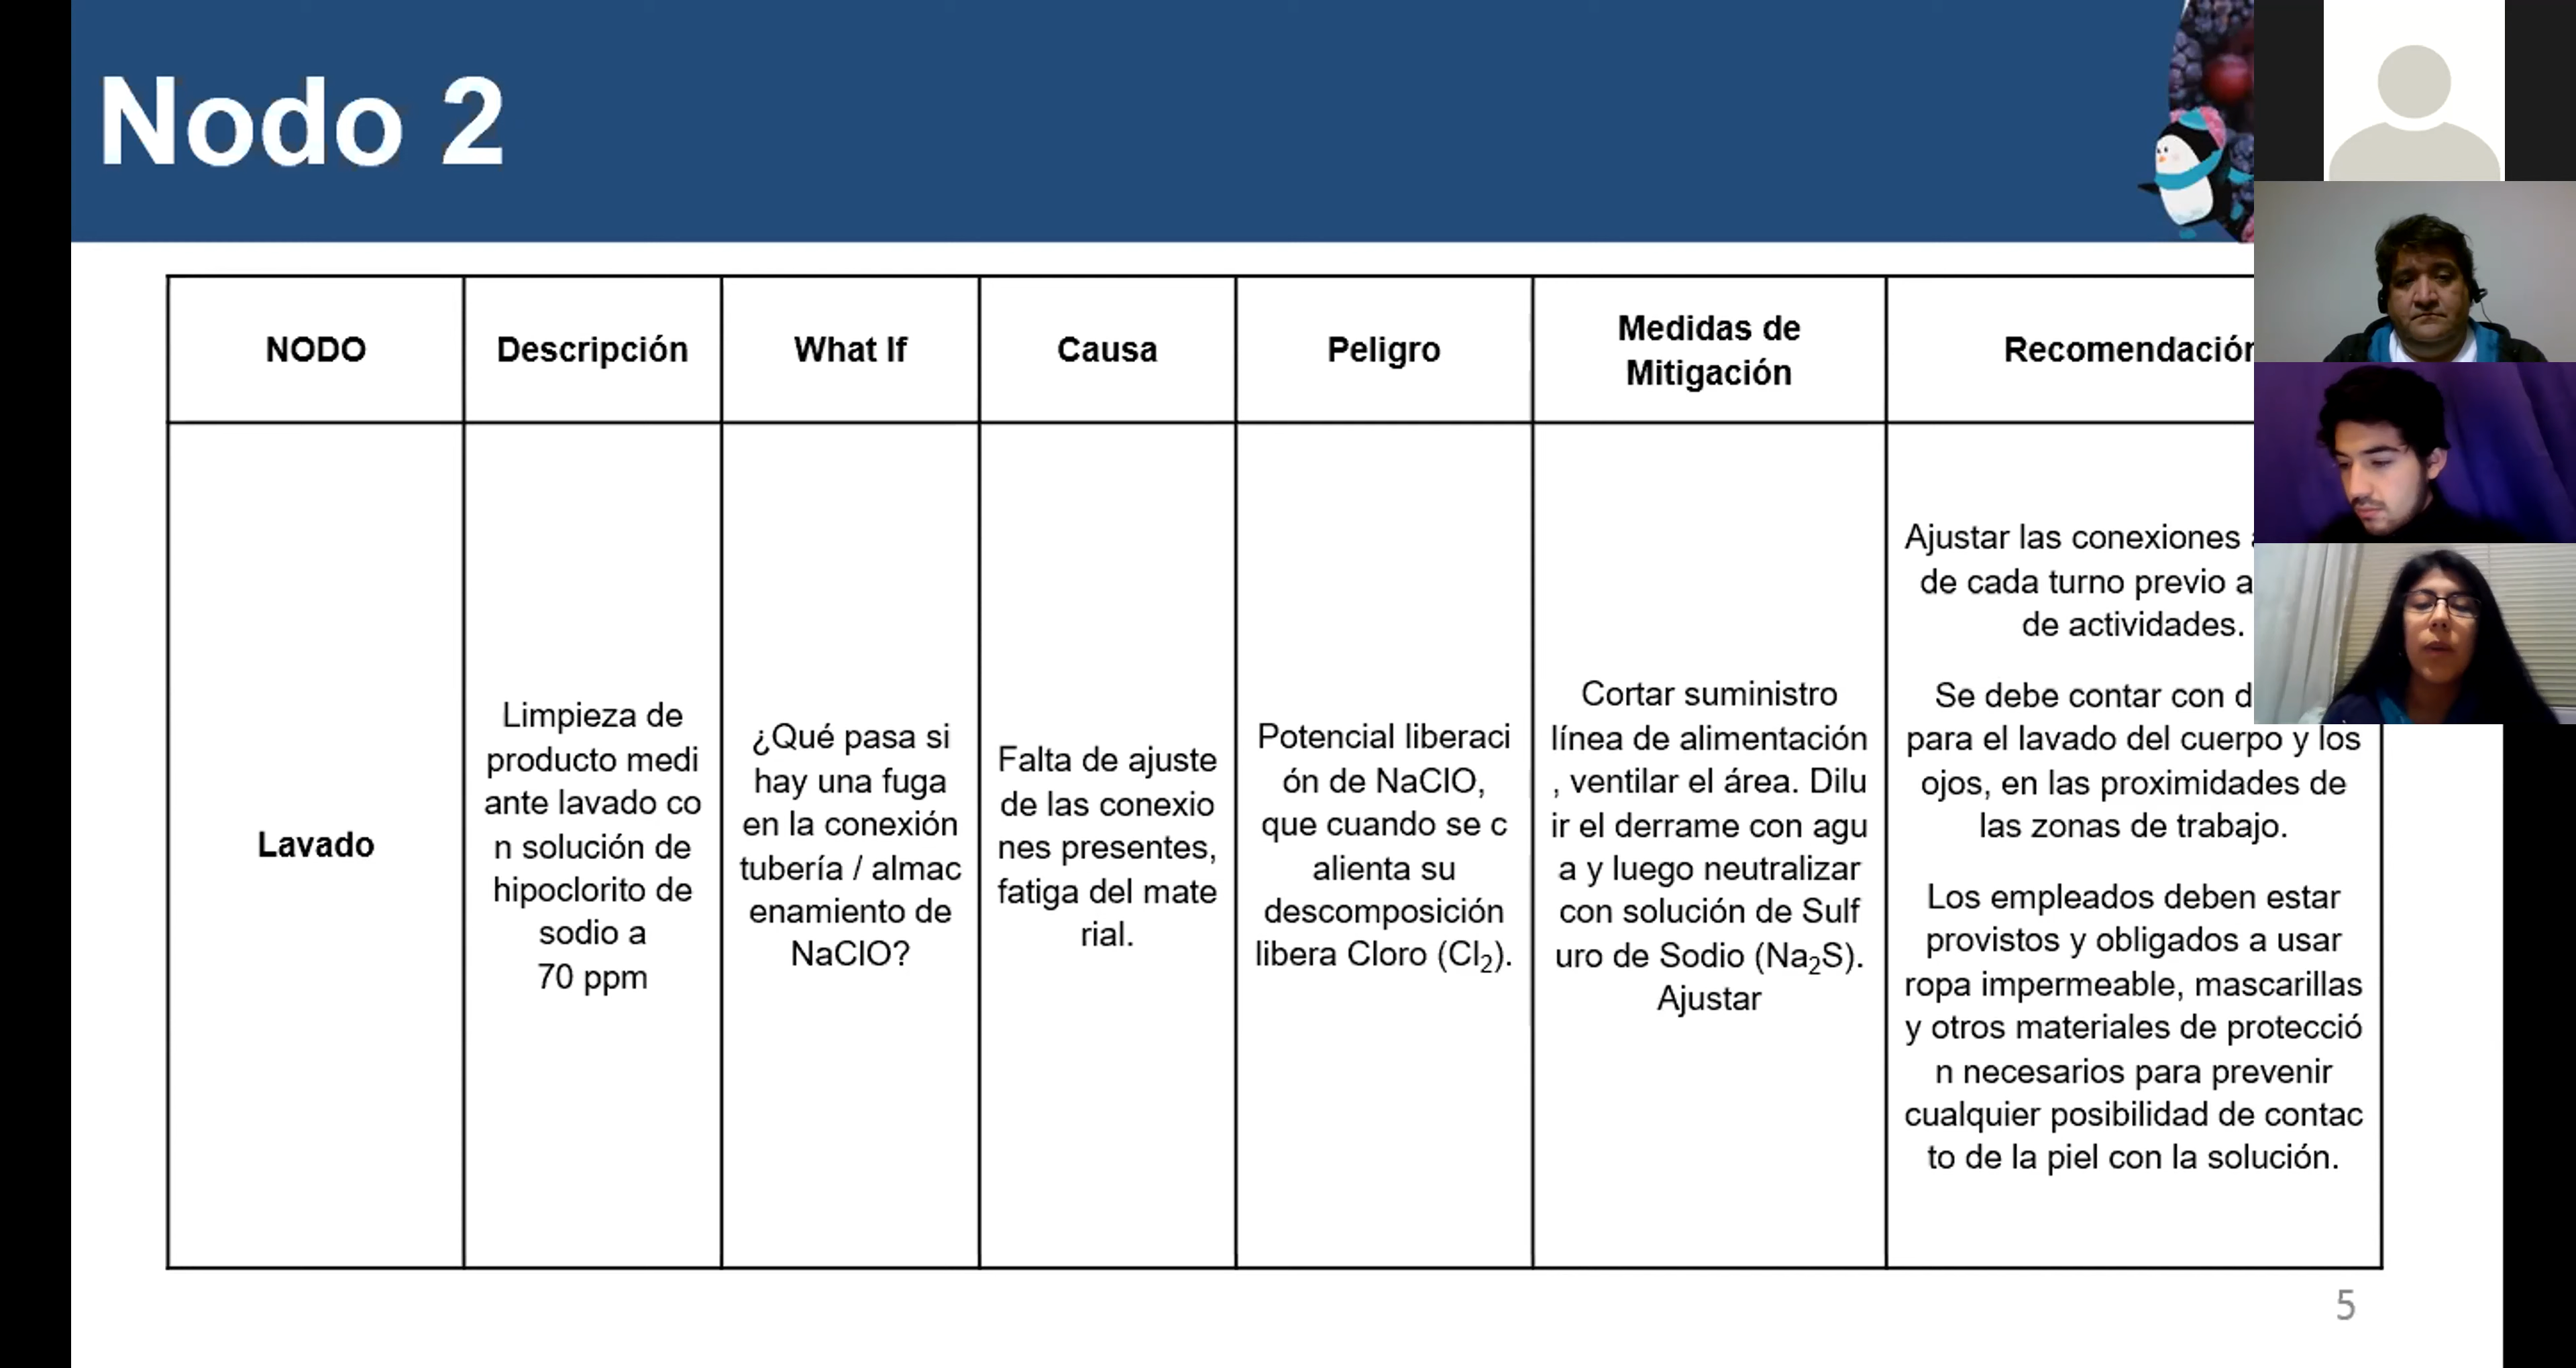 Nodo 2
NODO
Descripción
What If
Causa
Peligro
Medidas de
Mitigación
Recomendación
Lavado
Limpieza de
producto medi
ante lavado co
n solución de
hipoclorito de
sodio a
70 ppm
¿Qué pasa si
hay una fuga
en la conexión
tubería / almac
enamiento de
NaClO?
Falta de ajuste
de las conexio
nes presentes,
fatiga del mate
rial.
Potencial liberaci
ón de NaClO,
que cuando se c
alienta su
descomposición
libera Cloro (Cl₂).
Cortar suministro
línea de alimentación
, ventilar el área. Dilu
ir el derrame con agu
a y luego neutralizar
con solución de Sulf
uro de Sodio (Na₂S).
Ajustar
Ajustar las conexiones
de cada turno previo a
de actividades.
Se debe contar con
para el lavado del cuerpo y los
ojos, en las proximidades de
las zonas de trabajo.
Los empleados deben estar
provistos y obligados a usar
ropa impermeable, mascarillas
y otros materiales de protecció
n necesarios para prevenir
cualquier posibilidad de contac
to de la piel con la solución.
5